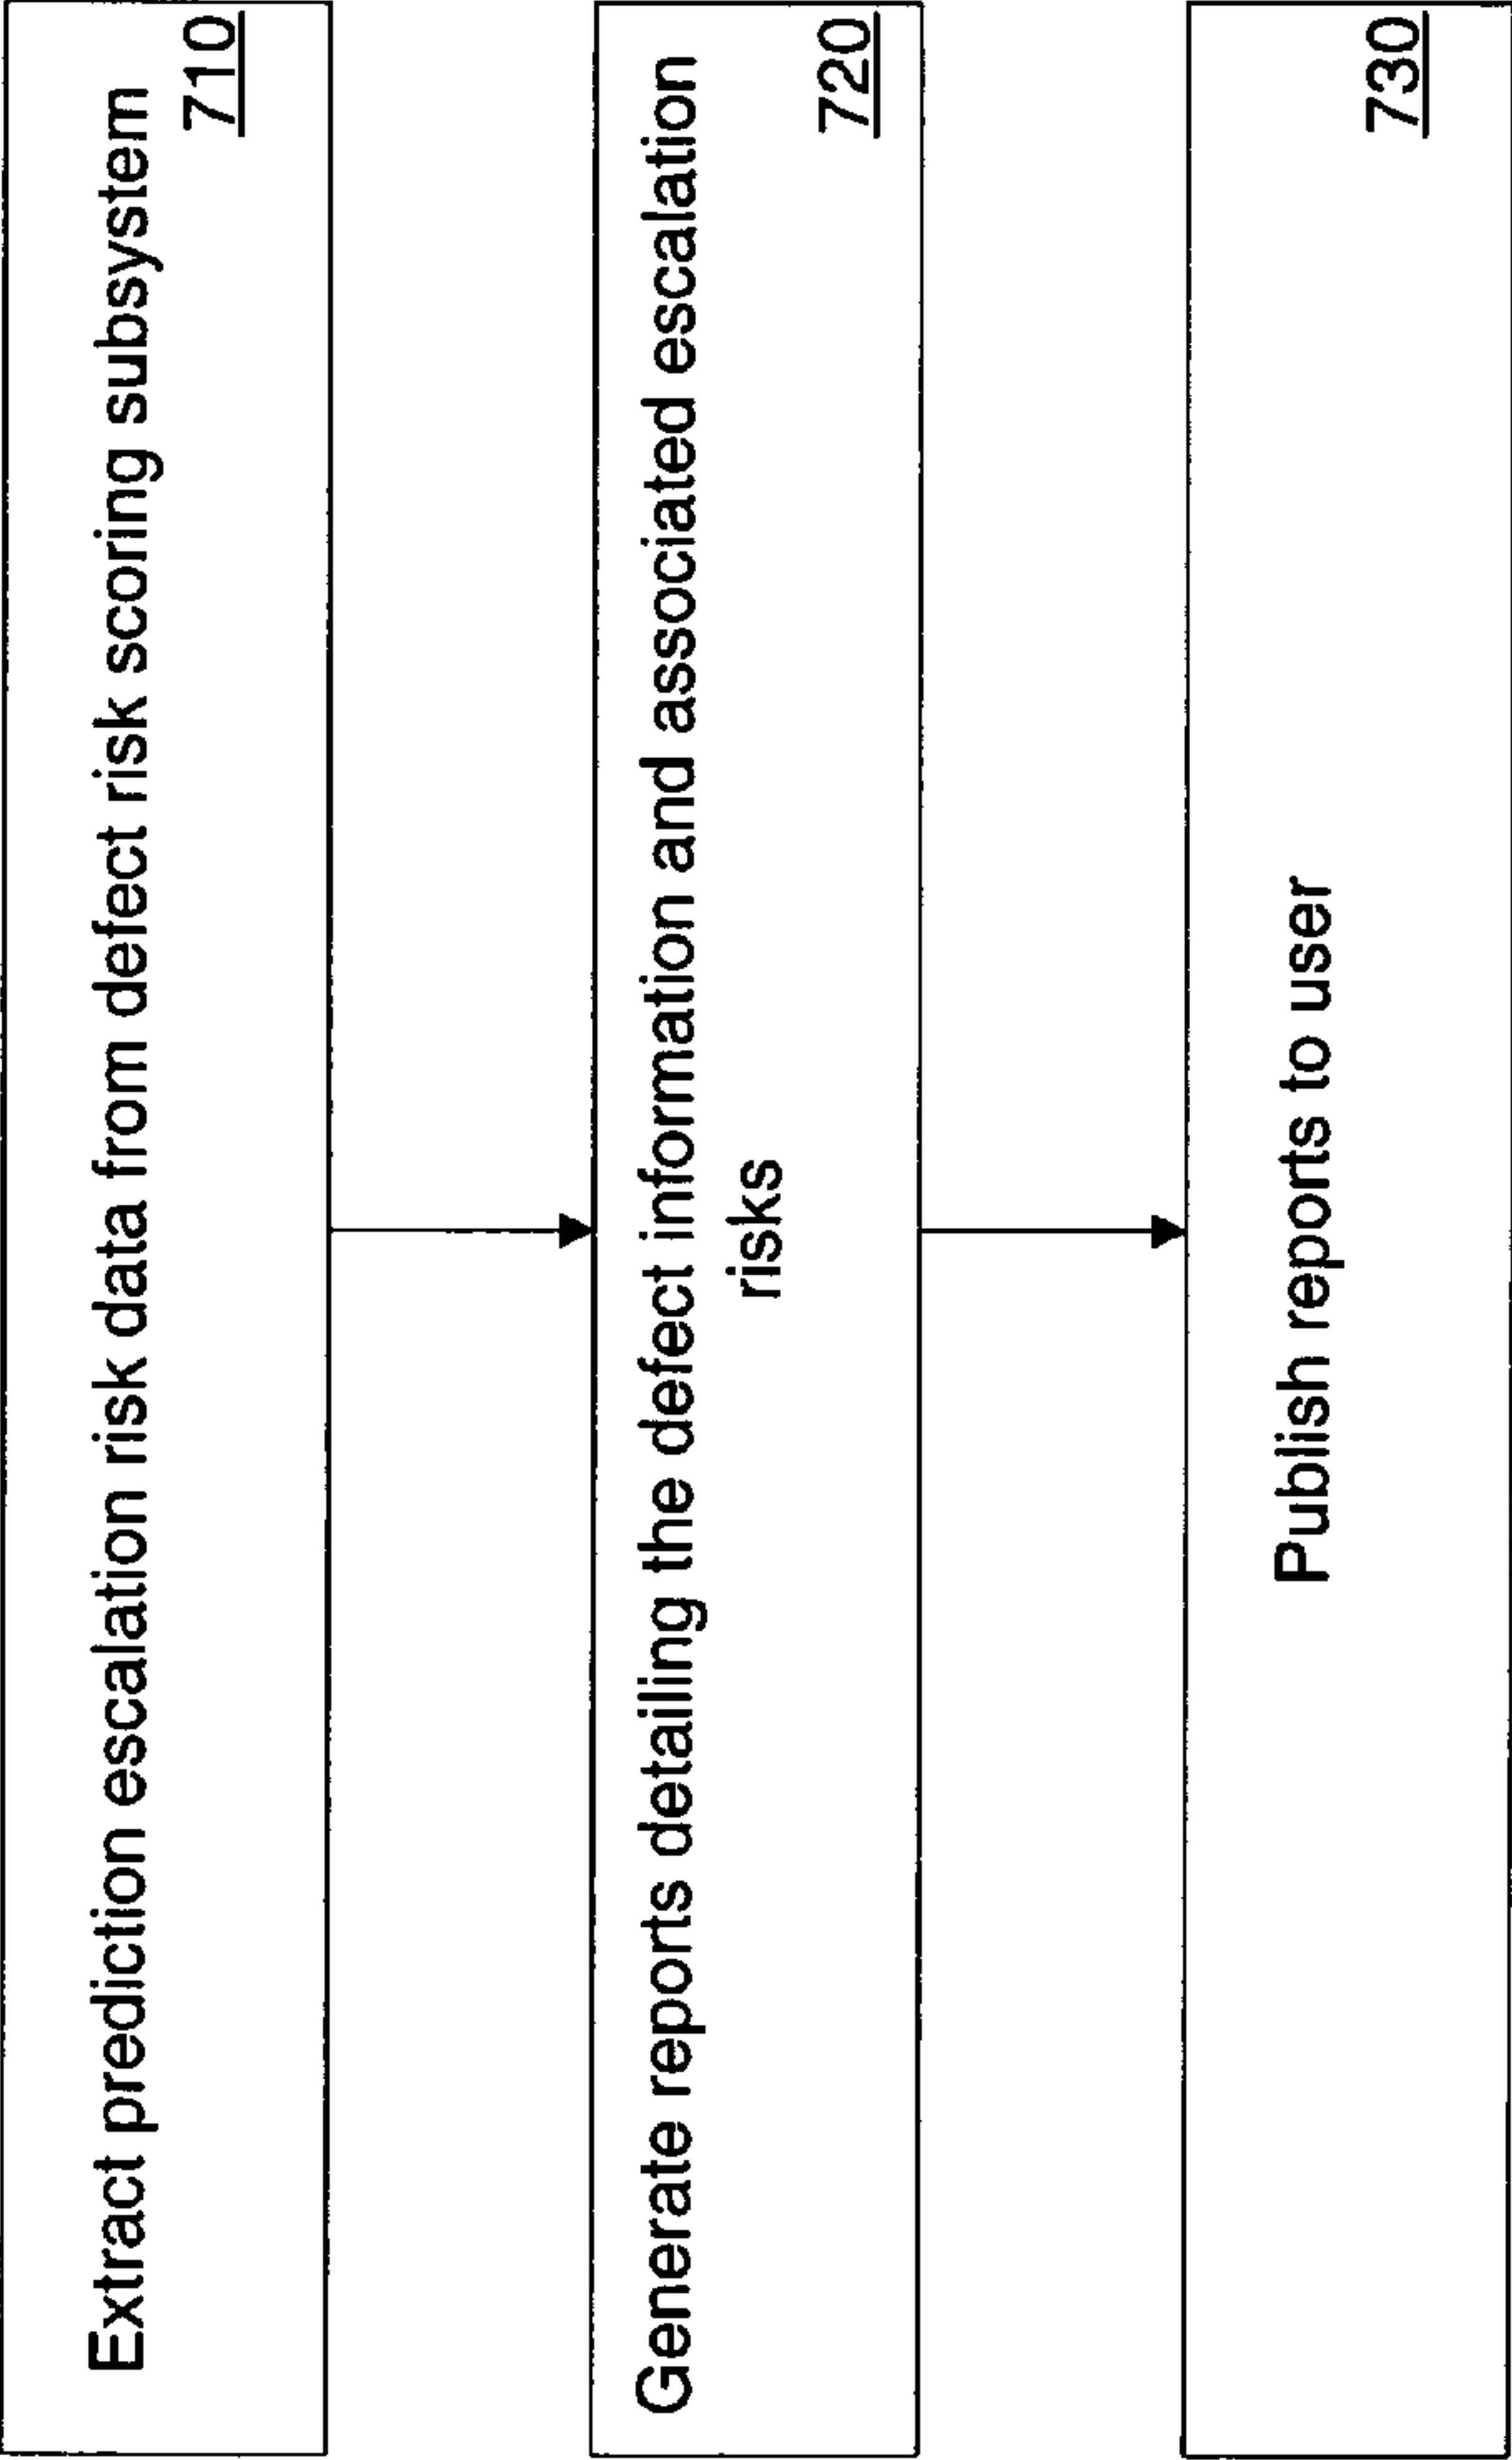 Extract prediction escalation risk data from defect risk scoring subsystem
710
Generate reports detailing the defect information and associated escalation
risks
720
Publish reports to user
730